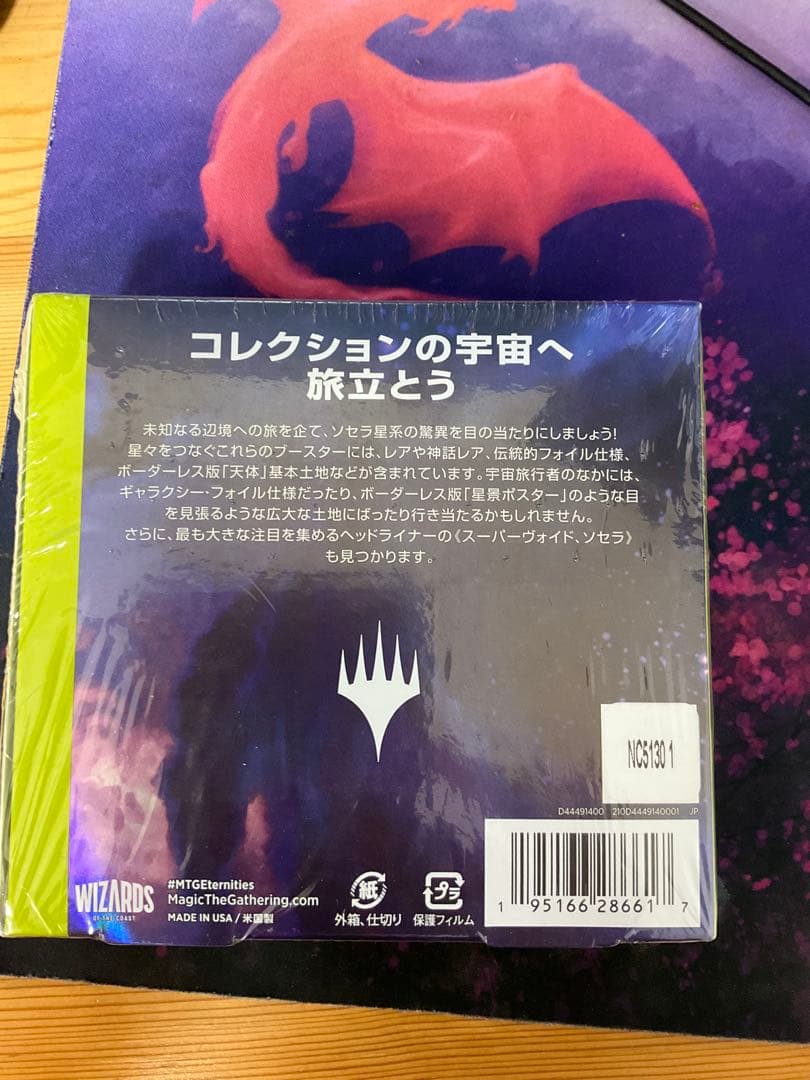 コレクションの宇宙へ
旅立とう
未知なる辺境への旅を企て、ソセラ星系の驚異を目の当たりにしましょう!
星々をつなぐこれらのブースターには、レアや神話レア、伝統的フォイル仕様、
ボーダーレス版「天体」基本土地などが含まれています。宇宙旅行者のなかには、
ギャラクシー・フォイル仕様だったり、ボーダーレス版「星景ポスター」のような目
を見張るような広大な土地にばったり行き当たるかもしれません。
さらに、最も大きな注目を集めるヘッドライナーの《スーパーヴォイド、ソセラ》
も見つかります。
NC5130 1
D44491400 210D4449140001 JP
WIZARDS
OF THE COAST
#MTGEternities
MagicTheGathering.com
MADE IN USA / 米国製
紙
外箱、仕切り
プラ
保護フィルム
1 95166 28661 7